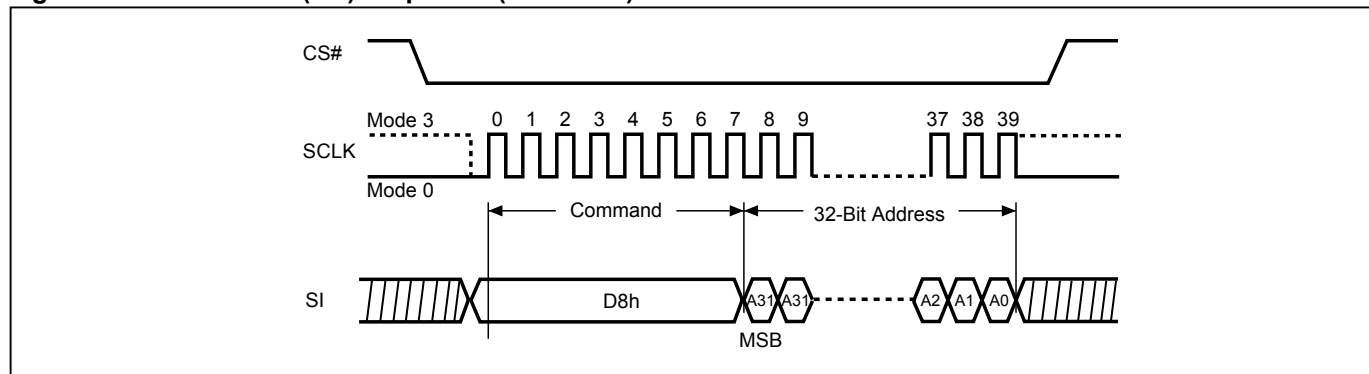 CS#
Mode 3
0 1 2 3 4 5 6 7 8 9 37 38 39
SCLK
Mode 0
Command 32-Bit Address
SI D8h A31 A31 A2 A1 A0
MSB